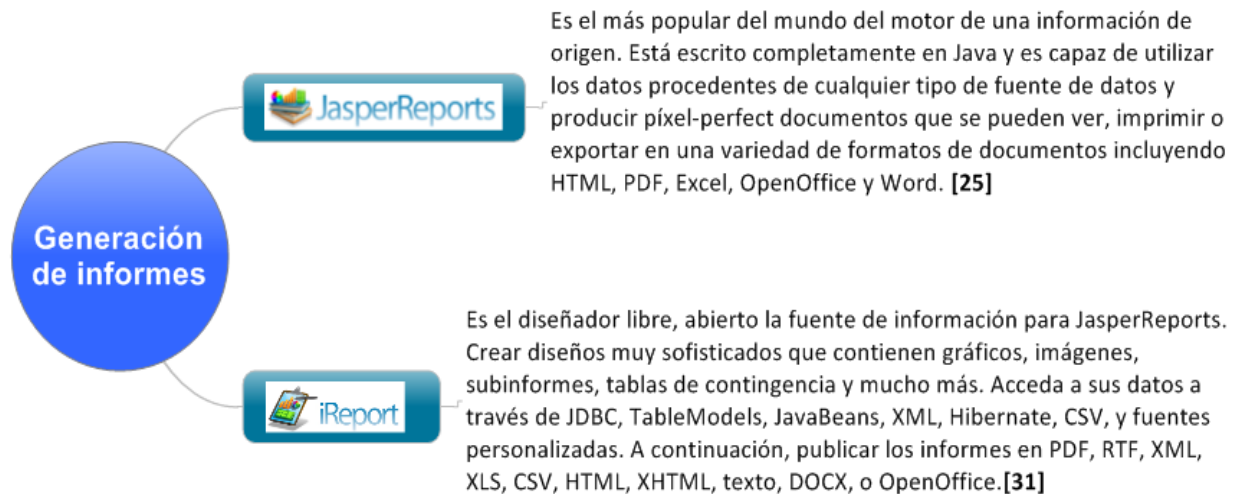 Generación
de informes
JasperReports
Es el más popular del mundo del motor de una información de
origen. Está escrito completamente en Java y es capaz de utilizar
los datos procedentes de cualquier tipo de fuente de datos y
producir píxel-perfect documentos que se pueden ver, imprimir o
exportar en una variedad de formatos de documentos incluyendo
HTML, PDF, Excel, OpenOffice y Word. [25]
iReport
Es el diseñador libre, abierto la fuente de información para JasperReports.
Crear diseños muy sofisticados que contienen gráficos, imágenes,
subinformes, tablas de contingencia y mucho más. Acceda a sus datos a
través de JDBC, TableModels, JavaBeans, XML, Hibernate, CSV, y fuentes
personalizadas. A continuación, publicar los informes en PDF, RTF, XML,
XLS, CSV, HTML, XHTML, texto, DOCX, o OpenOffice.[31]